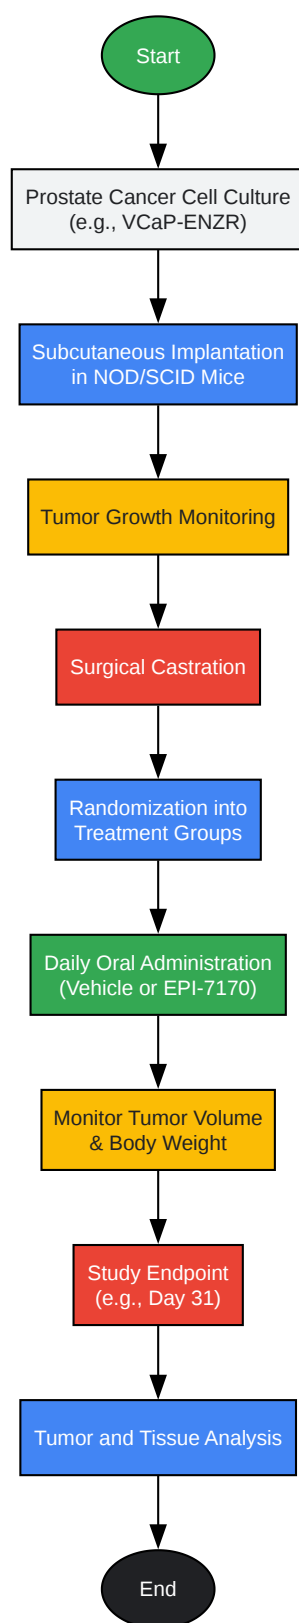 Start
Prostate Cancer Cell Culture
(e.g., VCaP-ENZR)
Subcutaneous Implantation
in NOD/SCID Mice
Tumor Growth Monitoring
Surgical Castration
Randomization into
Treatment Groups
Daily Oral Administration
(Vehicle or EPI-7170)
Monitor Tumor Volume
& Body Weight
Study Endpoint
(e.g., Day 31)
Tumor and Tissue Analysis
End